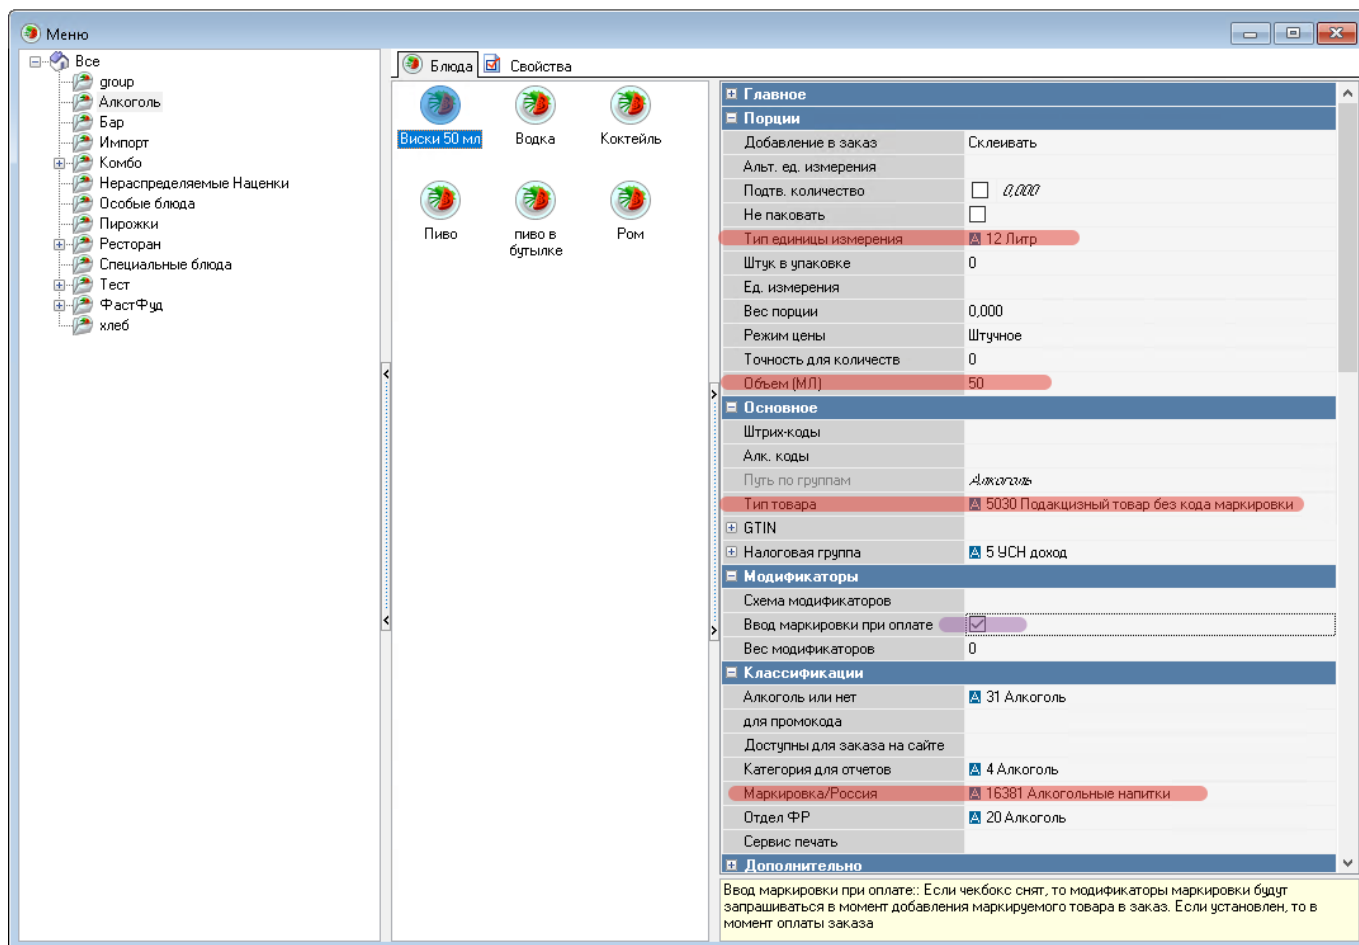 Меню
Все
group
Алкоголь
Бар
Импорт
Комбо
Нераспределяемые Наценки
Особые блюда
Пирожки
Ресторан
Специальные блюда
Тест
ФастФуд
хлеб
Блюда
Свойства
Виски 50 мл
Водка
Коктейль
Пиво
пиво в
бутылке
Ром
Главное
Порции
Добавление в заказ Склеивать
Альт. ед. измерения
Подтв. количество 0,000
Не паковать
Тип единицы измерения 12 Литр
Штук в упаковке 0
Ед. измерения
Вес порции 0,000
Режим цены Штучное
Точность для количеств 0
Объем (МЛ) 50
Основное
Штрих-коды
Алк. коды
Путь по группам Алкоголь
Тип товара 5030 Подакцизный товар без кода маркировки
GTIN
Налоговая группа 5 УСН доход
Модификаторы
Схема модификаторов
Ввод маркировки при оплате
Вес модификаторов 0
Классификации
Алкоголь или нет 31 Алкоголь
для промокода
Доступны для заказа на сайте
Категория для отчетов 4 Алкоголь
Маркировка/Россия 16381 Алкогольные напитки
Отдел ФР 20 Алкоголь
Сервис печать
Дополнительно
Ввод маркировки при оплате:: Если чекбокс снят, то модификаторы маркировки будут
запрашиваться в момент добавления маркируемого товара в заказ. Если установлен, то в
момент оплаты заказа